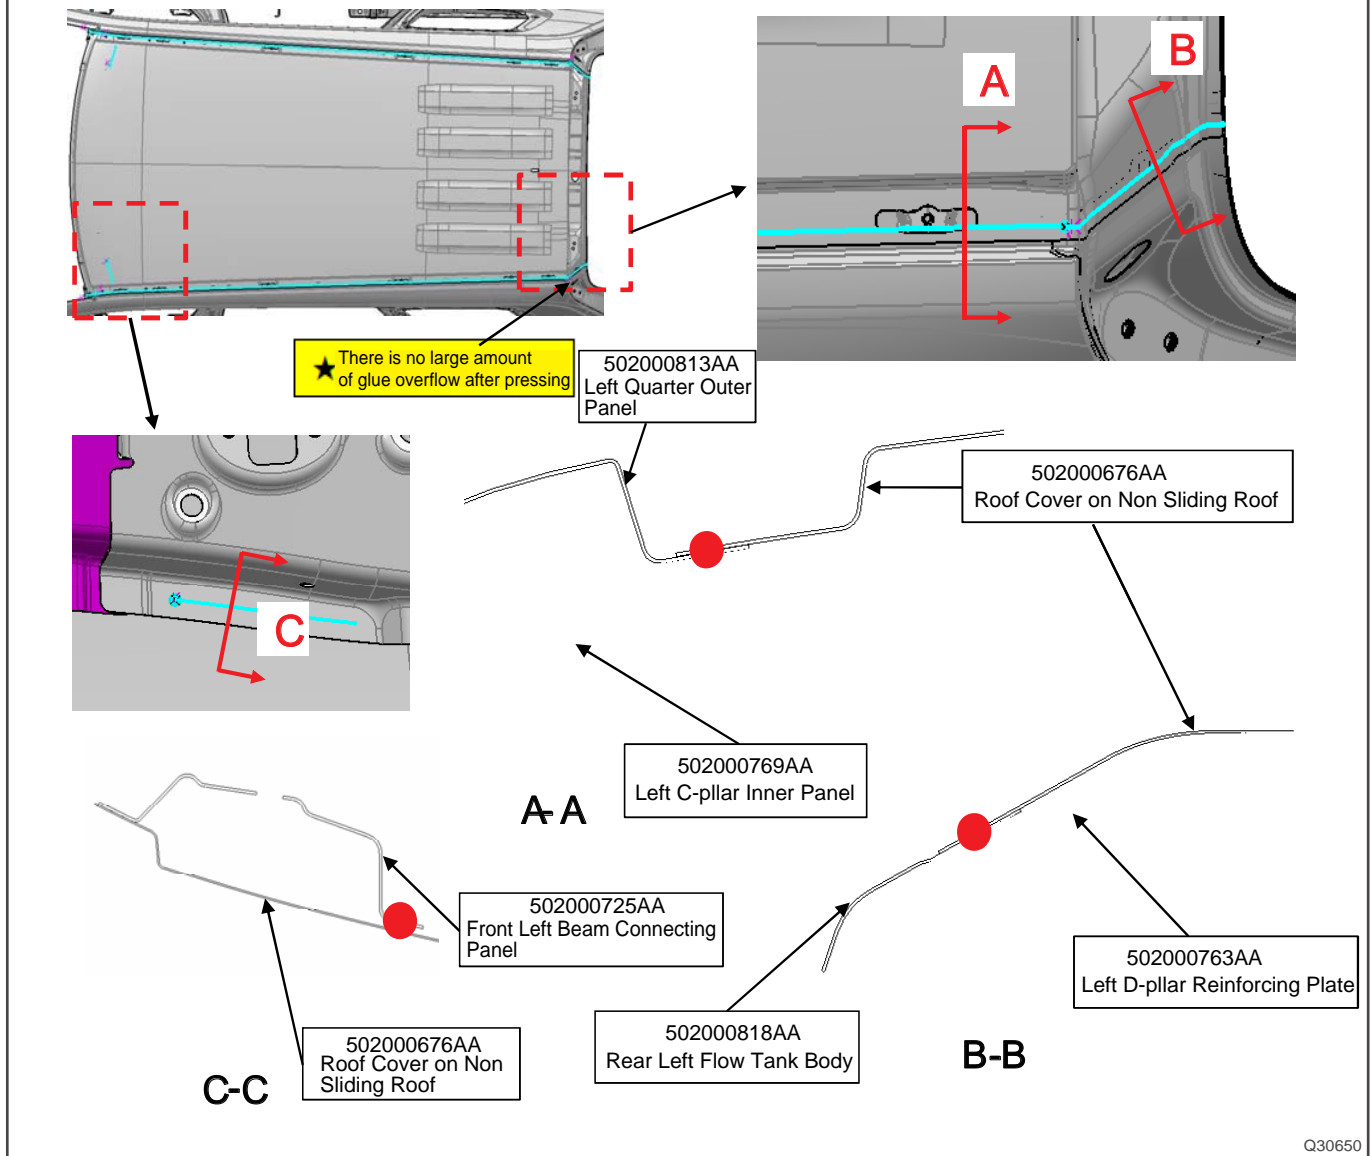 A
B
★ There is no large amount
of glue overflow after pressing
502000813AA
Left Quarter Outer
Panel
502000676AA
Roof Cover on Non Sliding Roof
C
502000769AA
Left C-pllar Inner Panel
A-A
502000725AA
Front Left Beam Connecting
Panel
502000763AA
Left D-pllar Reinforcing Plate
502000818AA
Rear Left Flow Tank Body
B-B
502000676AA
Roof Cover on Non
Sliding Roof
C-C
Q30650